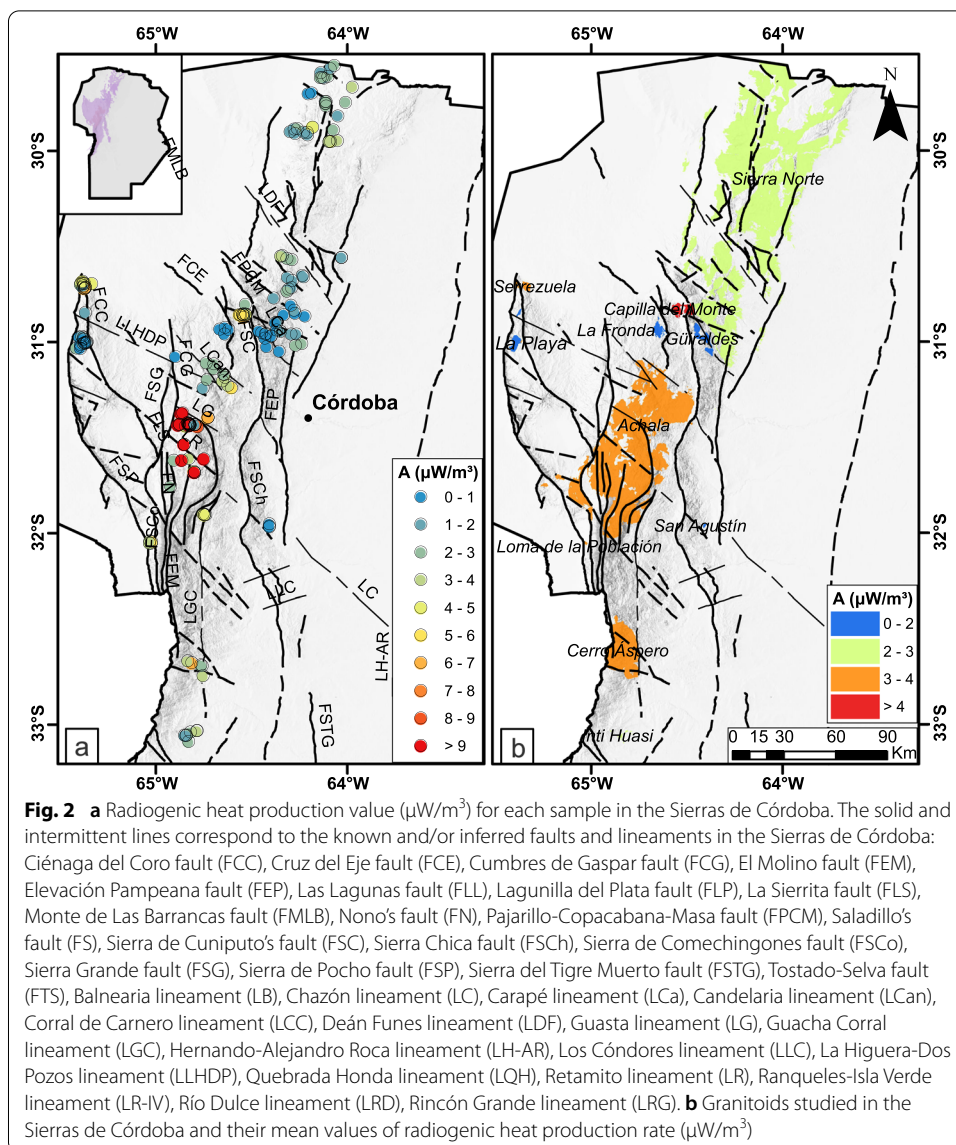 65°W
64°W
65°W
64°W
N
30°S
31°S
32°S
33°S
30°S
31°S
32°S
33°S
FMLB
LDF
FCE
FPCM
FCC
LLHDP
FCG
LCan
LCa
FSC
FSG
LG
FEP
Córdoba
FLS
LR
FSP
FN
FSCh
FSCo
FEM
LGC
LLC
LC
LH-AR
FSTG
A (μW/m³)
0 - 1
1 - 2
2 - 3
3 - 4
4 - 5
5 - 6
6 - 7
7 - 8
8 - 9
> 9
a
65°W
64°W
Sierra Norte
Serrezuela
Capilla del Monte
La Fronda
Güiraldes
La Playa
Achala
San Agustín
Loma de la Población
Cerro Áspero
nti Huasi
A (μW/m³)
0 - 2
2 - 3
3 - 4
> 4
0 15 30 60 90
Km
b
65°W
64°W
Fig. 2 a Radiogenic heat production value (μW/m³) for each sample in the Sierras de Córdoba. The solid and
intermittent lines correspond to the known and/or inferred faults and lineaments in the Sierras de Córdoba:
Ciénaga del Coro fault (FCC), Cruz del Eje fault (FCE), Cumbres de Gaspar fault (FCG), El Molino fault (FEM),
Elevación Pampeana fault (FEP), Las Lagunas fault (FLL), Lagunilla del Plata fault (FLP), La Sierrita fault (FLS),
Monte de Las Barrancas fault (FMLB), Nono's fault (FN), Pajarillo-Copacabana-Masa fault (FPCM), Saladillo's
fault (FS), Sierra de Cuniputo's fault (FSC), Sierra Chica fault (FSCh), Sierra de Comechingones fault (FSCo),
Sierra Grande fault (FSG), Sierra de Pocho fault (FSP), Sierra del Tigre Muerto fault (FSTG), Tostado-Selva fault
(FTS), Balnearia lineament (LB), Chazón lineament (LC), Carapé lineament (LCa), Candelaria lineament (LCan),
Corral de Carnero lineament (LCC), Deán Funes lineament (LDF), Guasta lineament (LG), Guacha Corral
lineament (LGC), Hernando-Alejandro Roca lineament (LH-AR), Los Cóndores lineament (LLC), La Higuera-Dos
Pozos lineament (LLHDP), Quebrada Honda lineament (LQH), Retamito lineament (LR), Ranqueles-Isla Verde
lineament (LR-IV), Río Dulce lineament (LRD), Rincón Grande lineament (LRG). b Granitoids studied in the
Sierras de Córdoba and their mean values of radiogenic heat production rate (μW/m³)